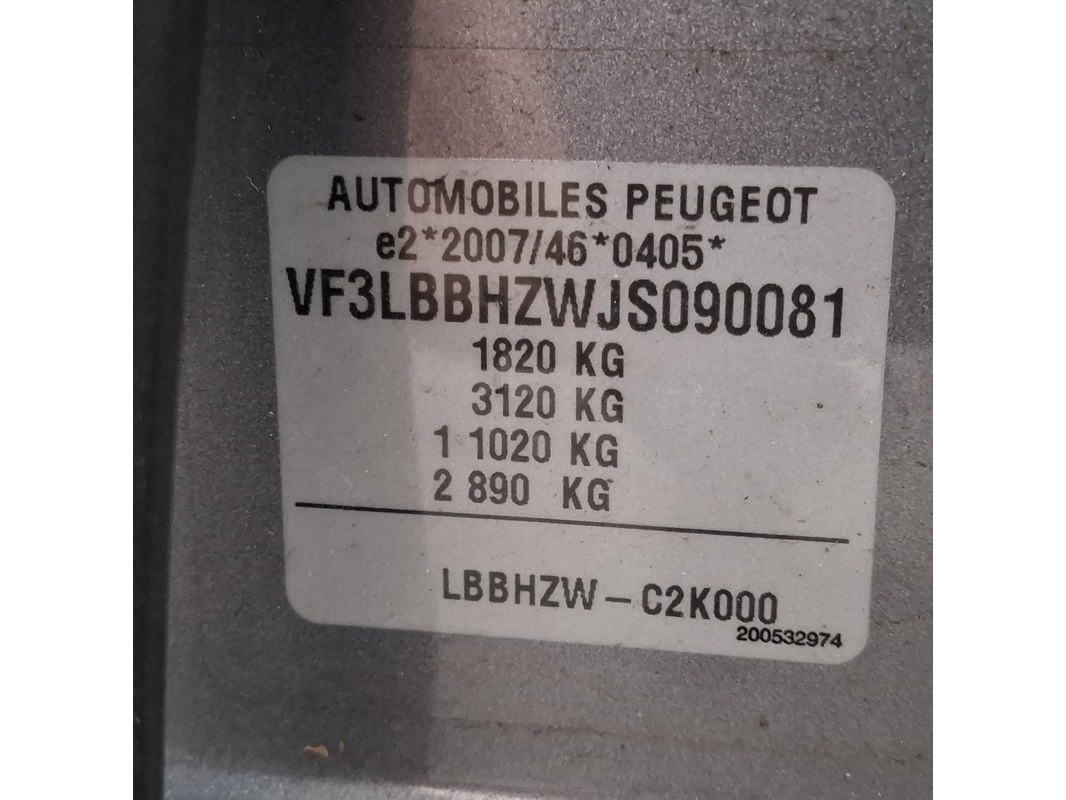 AUTOMOBILES PEUGEOT
e2*2007/46*0405*
VF3LBBHZWJS090081
1820 KG
3120 KG
1 1020 KG
2 890 KG
LBBHZW – C2K000
200532974